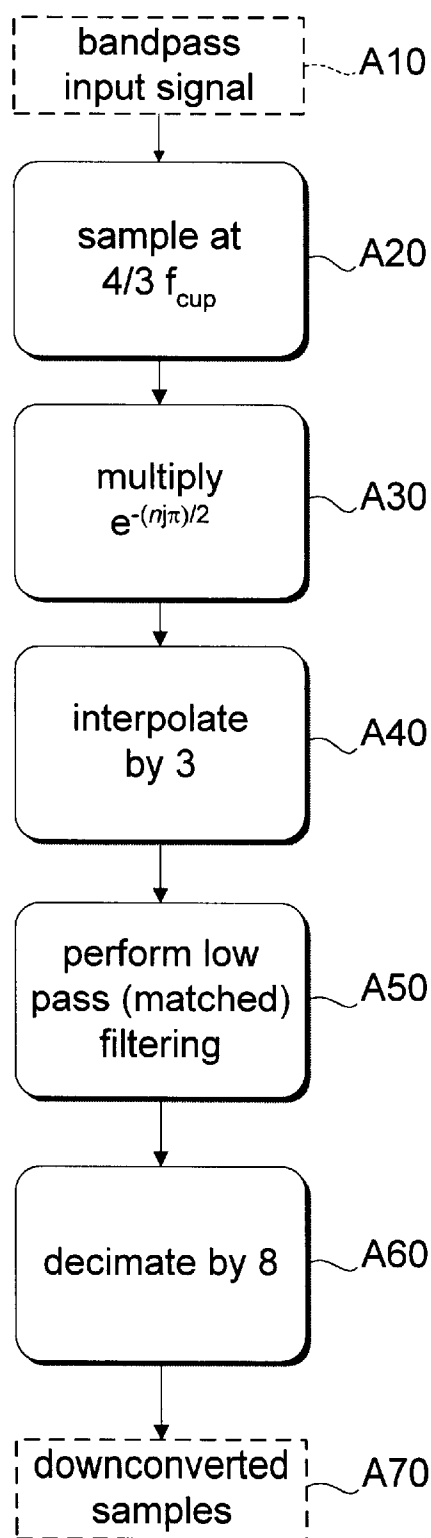 bandpass
input signal
A10
sample at
4/3 f_cup
A20
multiply
e^-(njπ)/2
A30
interpolate
by 3
A40
perform low
pass (matched)
filtering
A50
decimate by 8
A60
downconverted
samples
A70